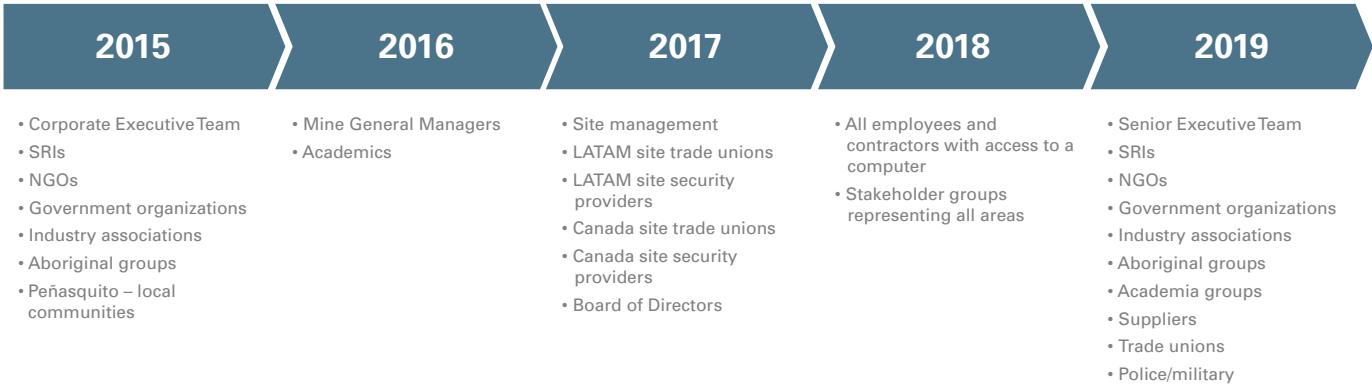 2015
• Corporate Executive Team
• SRIs
• NGOs
• Government organizations
• Industry associations
• Aboriginal groups
• Peñasquito – local
communities
2016
• Mine General Managers
• Academics
2017
• Site management
• LATAM site trade unions
• LATAM site security
providers
• Canada site trade unions
• Canada site security
providers
• Board of Directors
2018
• All employees and
contractors with access to a
computer
• Stakeholder groups
representing all areas
2019
• Senior Executive Team
• SRIs
• NGOs
• Government organizations
• Industry associations
• Aboriginal groups
• Academia groups
• Suppliers
• Trade unions
• Police/military